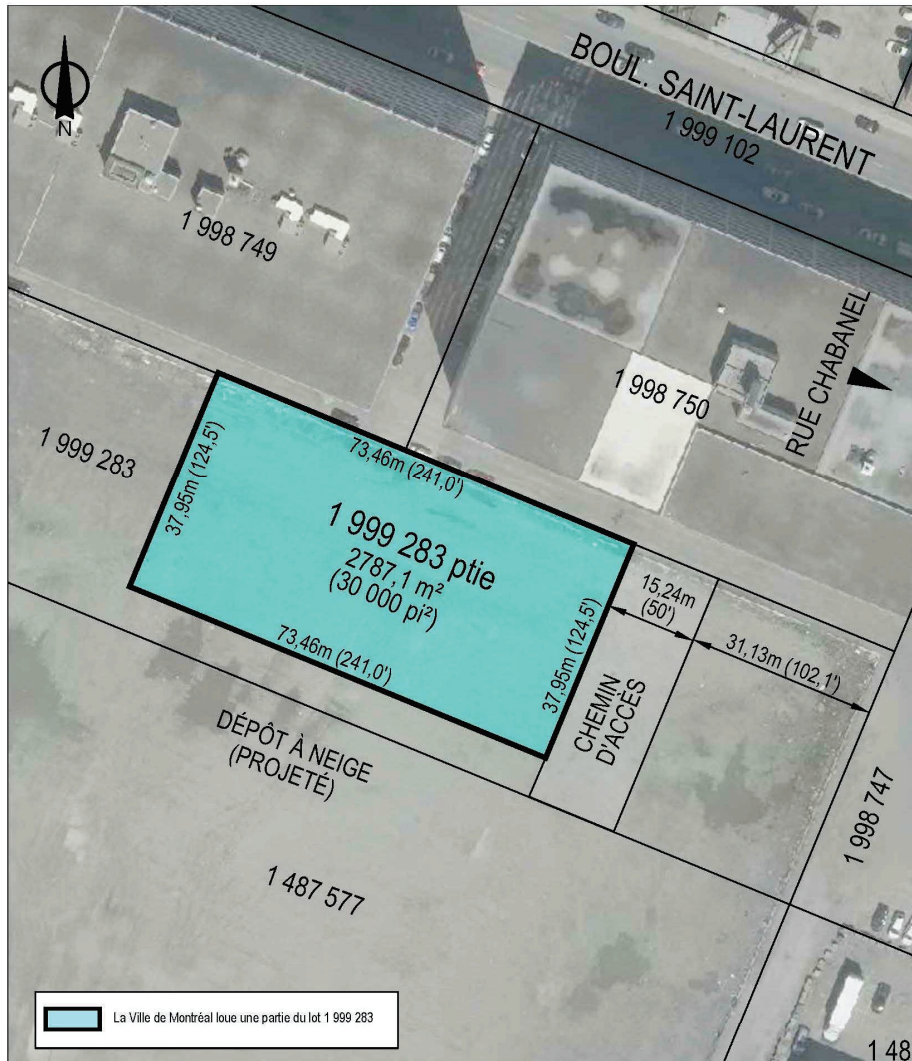 N
BOUL. SAINT-LAURENT
1 999 102
1 998 749
RUE CHABANEL
1 998 750
1 999 283
73,46m (241,0')
37,95m (124,5')
1 999 283 ptie
2787,1 m²
(30 000 pi²)
37,95m (124,5')
73,46m (241,0')
15,24m
(50')
31,13m (102,1')
CHEMIN
D'ACCÈS
DÉPÔT À NEIGE
(PROJETÉ)
1 998 747
1 487 577
La Ville de Montréal loue une partie du lot 1 999 283
1 48